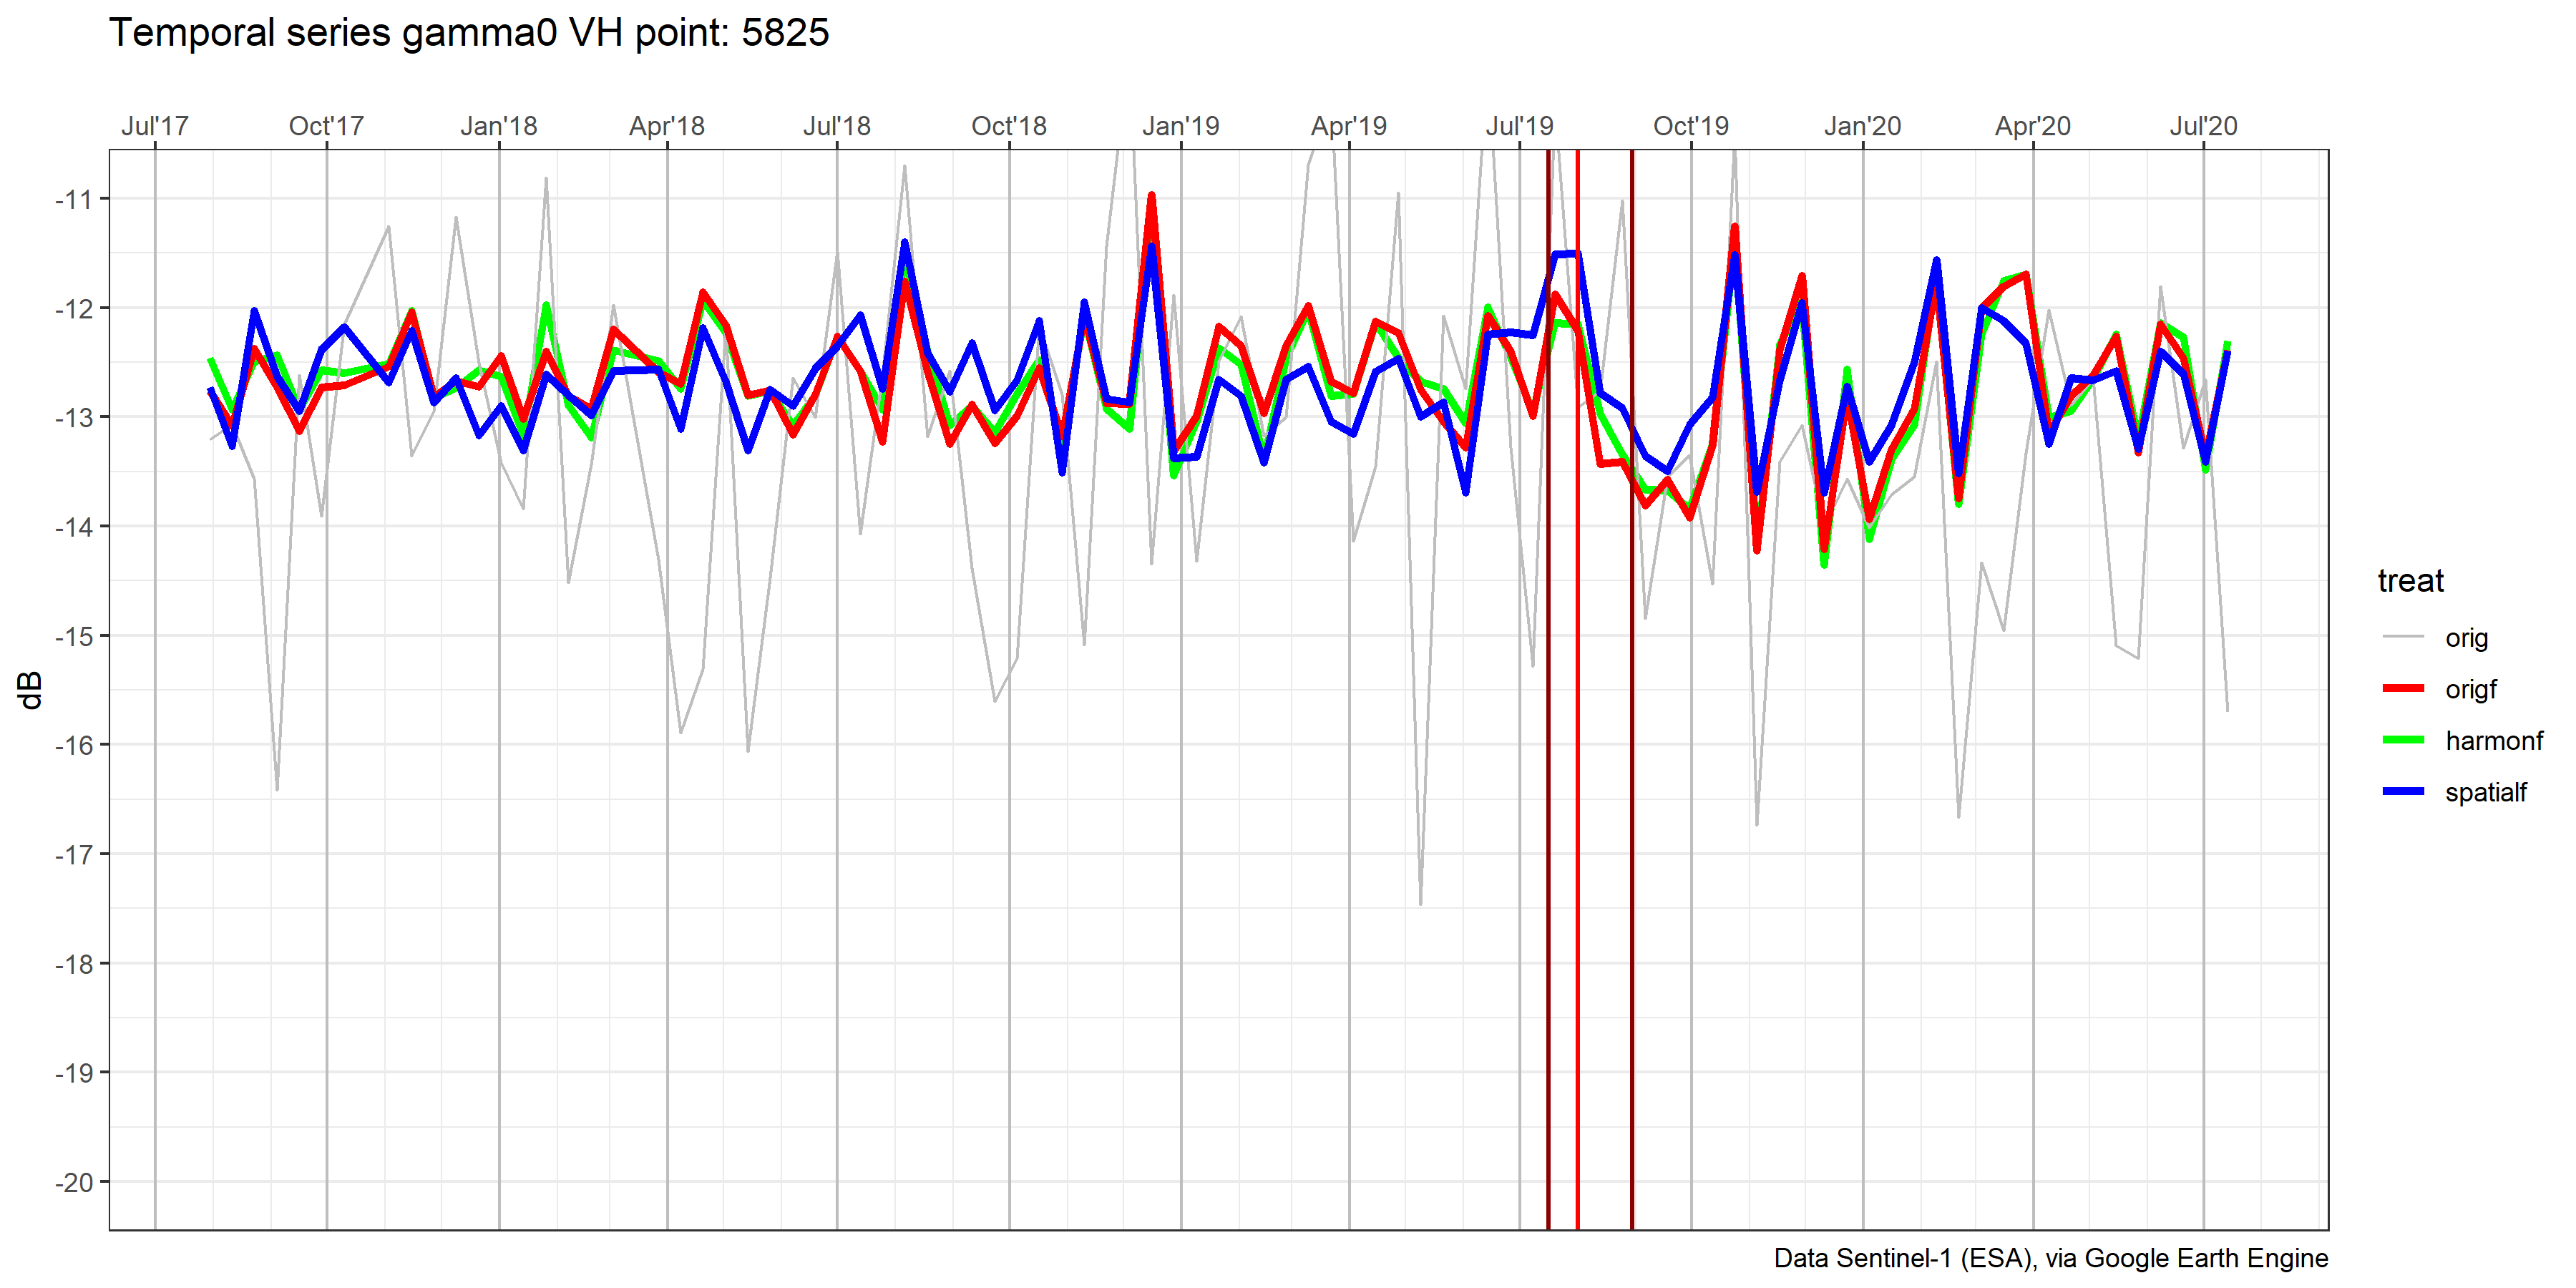 Temporal series gamma0 VH point: 5825
Jul'17 Oct'17 Jan'18 Apr'18 Jul'18 Oct'18 Jan'19 Apr'19 Jul'19 Oct'19 Jan'20 Apr'20 Jul'20
-11
-12
-13
-14
-15
-16
-17
-18
-19
-20
dB
treat
orig
origf
harmonf
spatialf
Data Sentinel-1 (ESA), via Google Earth Engine